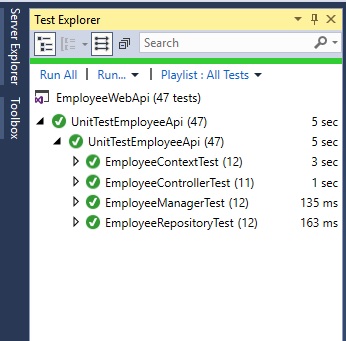 Server Explorer
Toolbox
Test Explorer
Search
Run All | Run... | Playlist : All Tests
EmployeeWebApi (47 tests)
UnitTestEmployeeApi (47) 5 sec
UnitTestEmployeeApi (47) 5 sec
EmployeeContextTest (12) 3 sec
EmployeeControllerTest (11) 1 sec
EmployeeManagerTest (12) 135 ms
EmployeeRepositoryTest (12) 163 ms